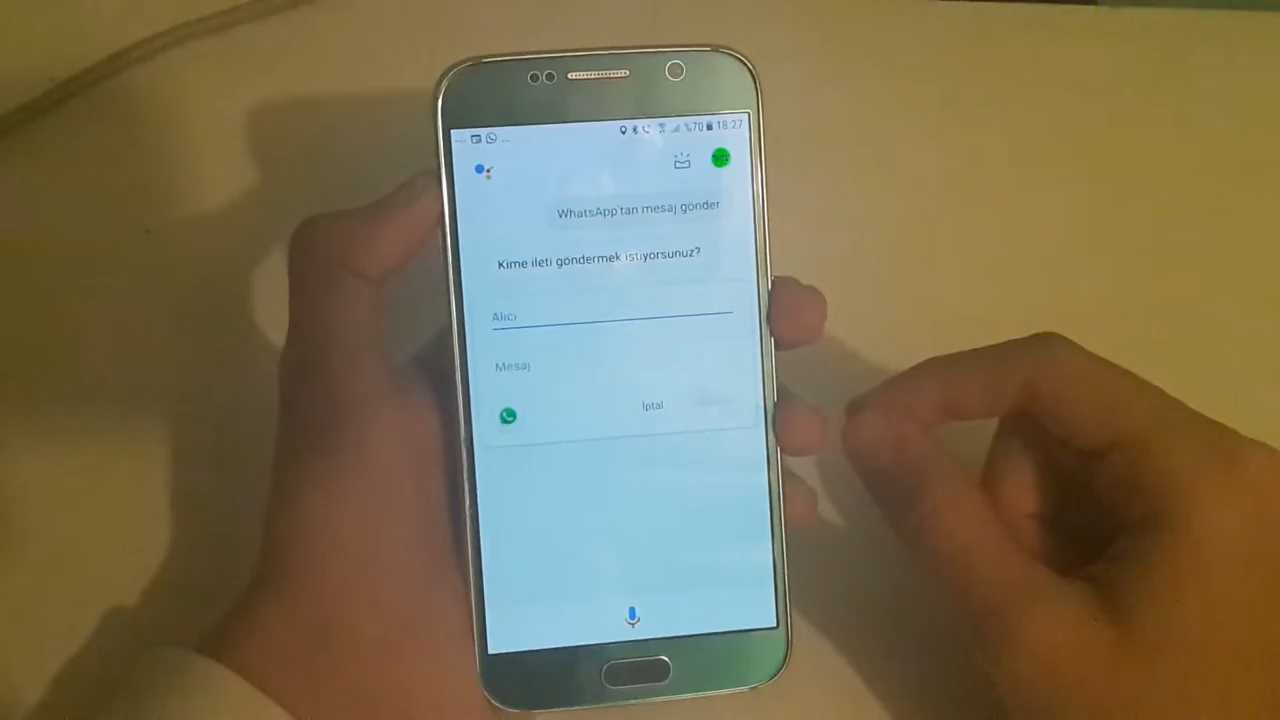 %70 18:27
WhatsApp'tan mesaj gönder
Kime ileti göndermek istiyorsunuz?
Alıcı
Mesaj
İptal